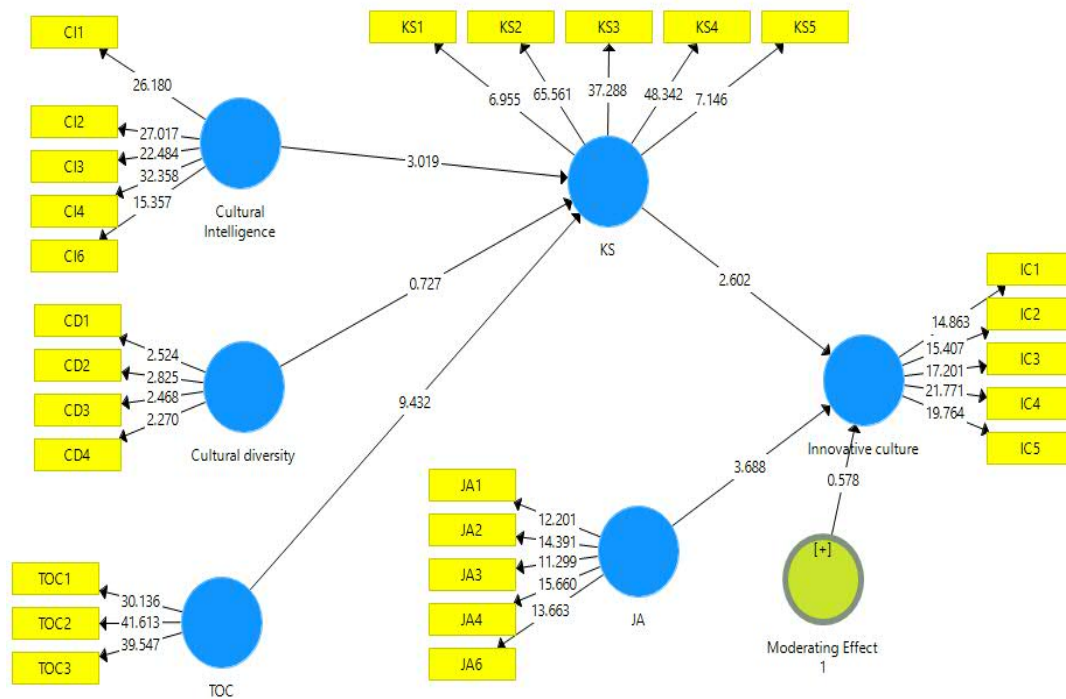 CI1
26.180
CI2
27.017
CI3
22.484
CI4
32.358
CI6
15.357
Cultural
Intelligence
KS1
KS2
KS3
KS4
KS5
6.955
65.561
37.288
48.342
7.146
KS
3.019
0.727
9.432
2.602
CD1
2.524
CD2
2.825
CD3
2.468
CD4
2.270
Cultural diversity
TOC1
30.136
TOC2
41.613
TOC3
39.547
TOC
JA1
12.201
JA2
14.391
JA3
11.299
JA4
15.660
JA6
13.663
JA
3.688
IC1
14.863
IC2
15.407
IC3
17.201
IC4
21.771
IC5
19.764
Innovative culture
0.578
[+]
Moderating Effect
1